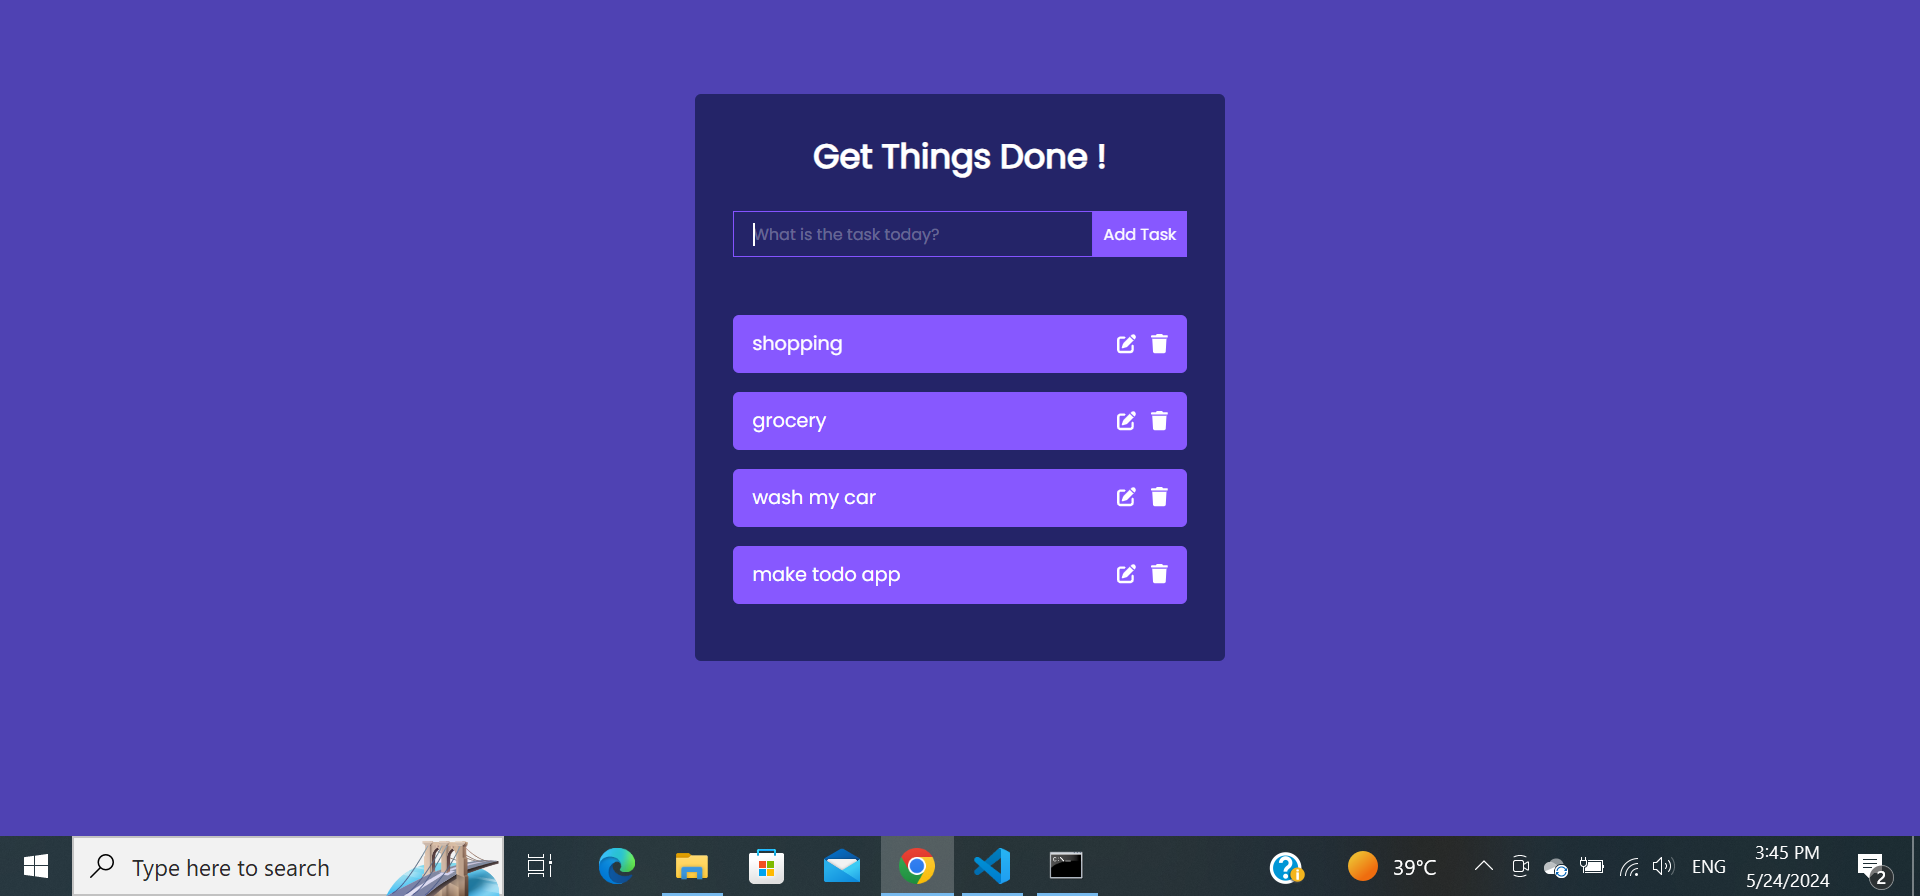 Get Things Done !
What is the task today?
Add Task
shopping
grocery
wash my car
make todo app
Type here to search
39°C
ENG
3:45 PM
5/24/2024
2